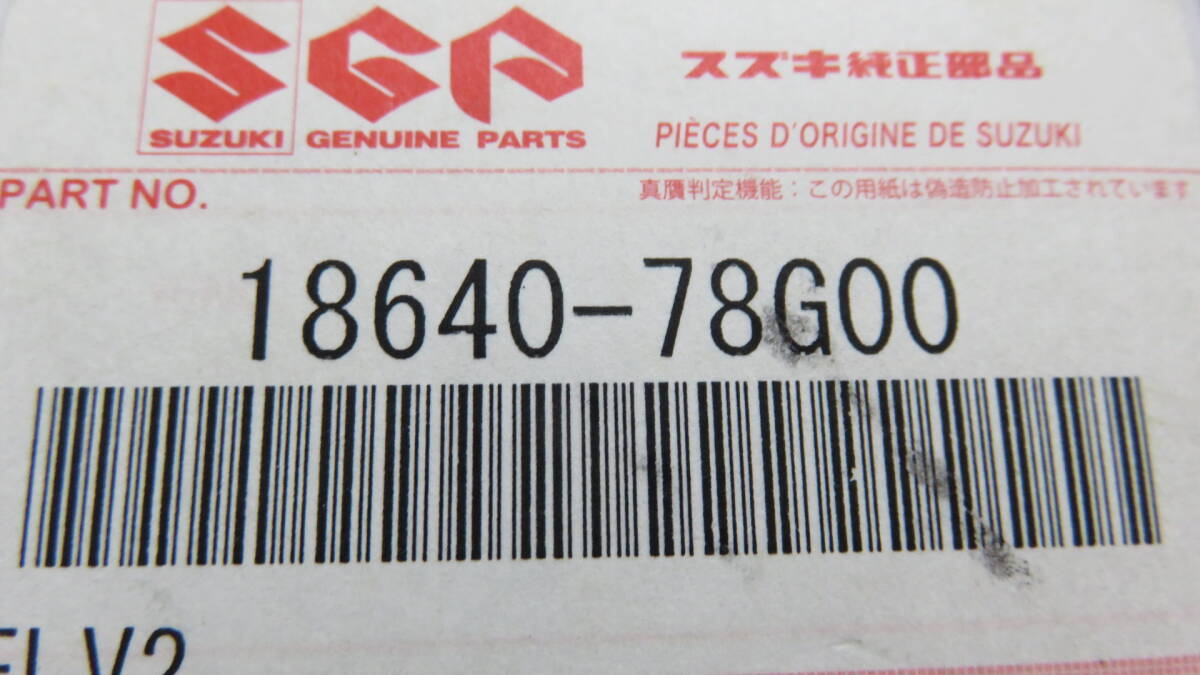 SGP スズキ純正部品
SUZUKI GENUINE PARTS PIÈCES D'ORIGINE DE SUZUKI
PART NO. 真贋判定機能：この用紙は偽造防止加工されています
18640-78G00